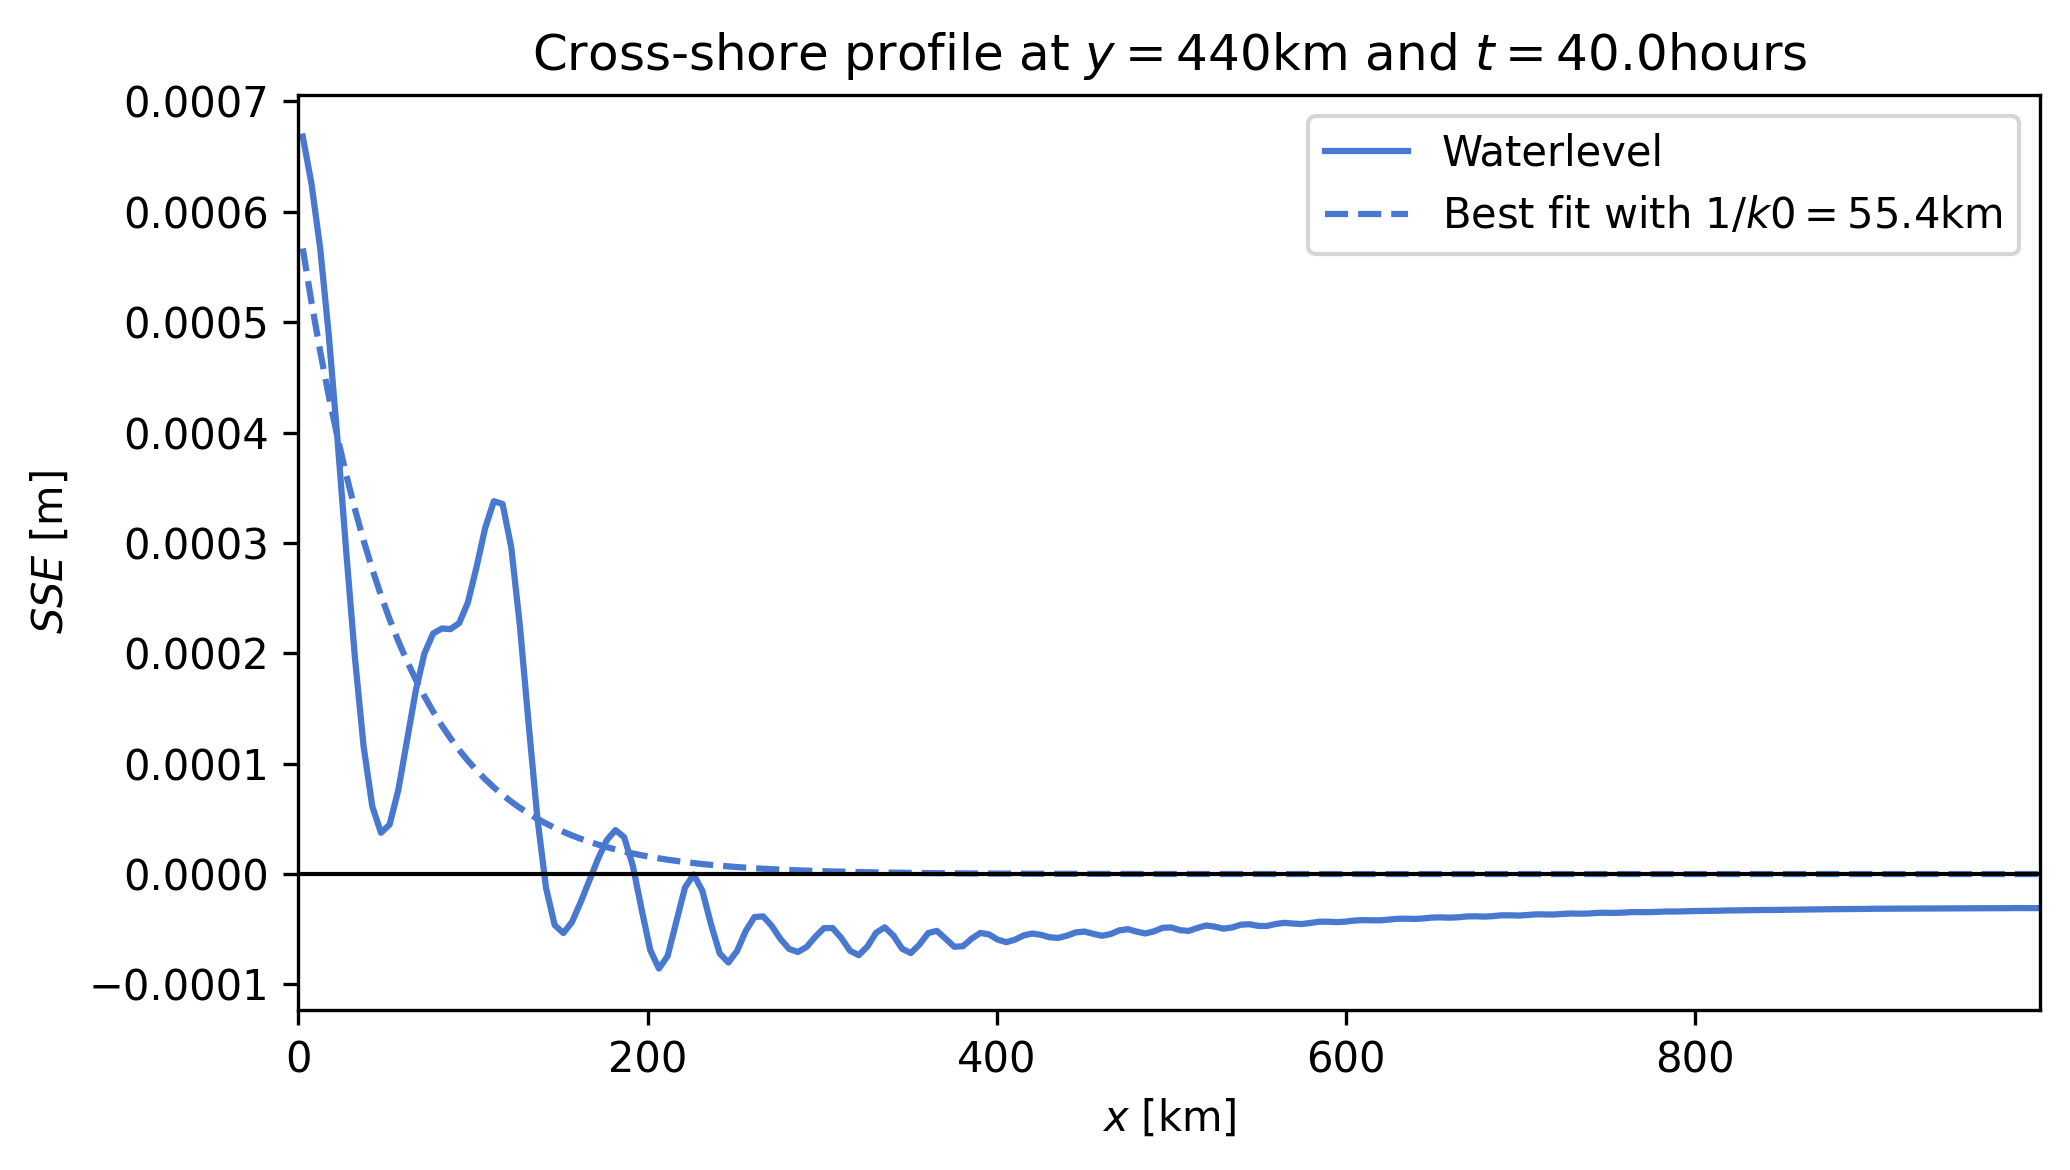 Cross-shore profile at y = 440km and t = 40.0hours
Waterlevel
Best fit with 1/k0 = 55.4km
0.0007
0.0006
0.0005
0.0004
0.0003
0.0002
0.0001
0.0000
−0.0001
SSE [m]
0 200 400 600 800
x [km]